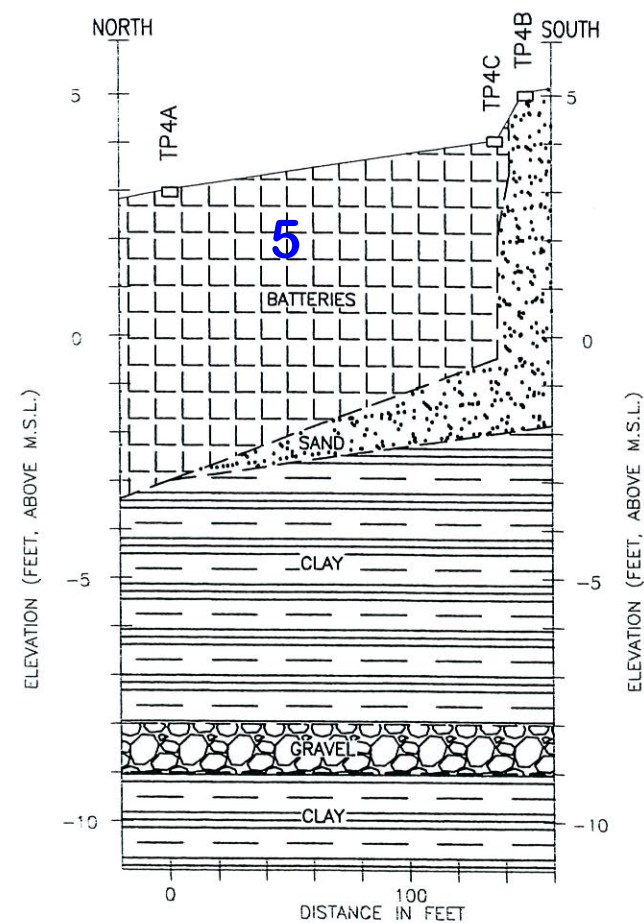 NORTH
SOUTH
TP4A
TP4C
TP4B
5
5
5
BATTERIES
0
0
SAND
CLAY
-5
-5
GRAVEL
CLAY
-10
-10
ELEVATION (FEET, ABOVE M.S.L.)
ELEVATION (FEET, ABOVE M.S.L.)
0
100
DISTANCE IN FEET